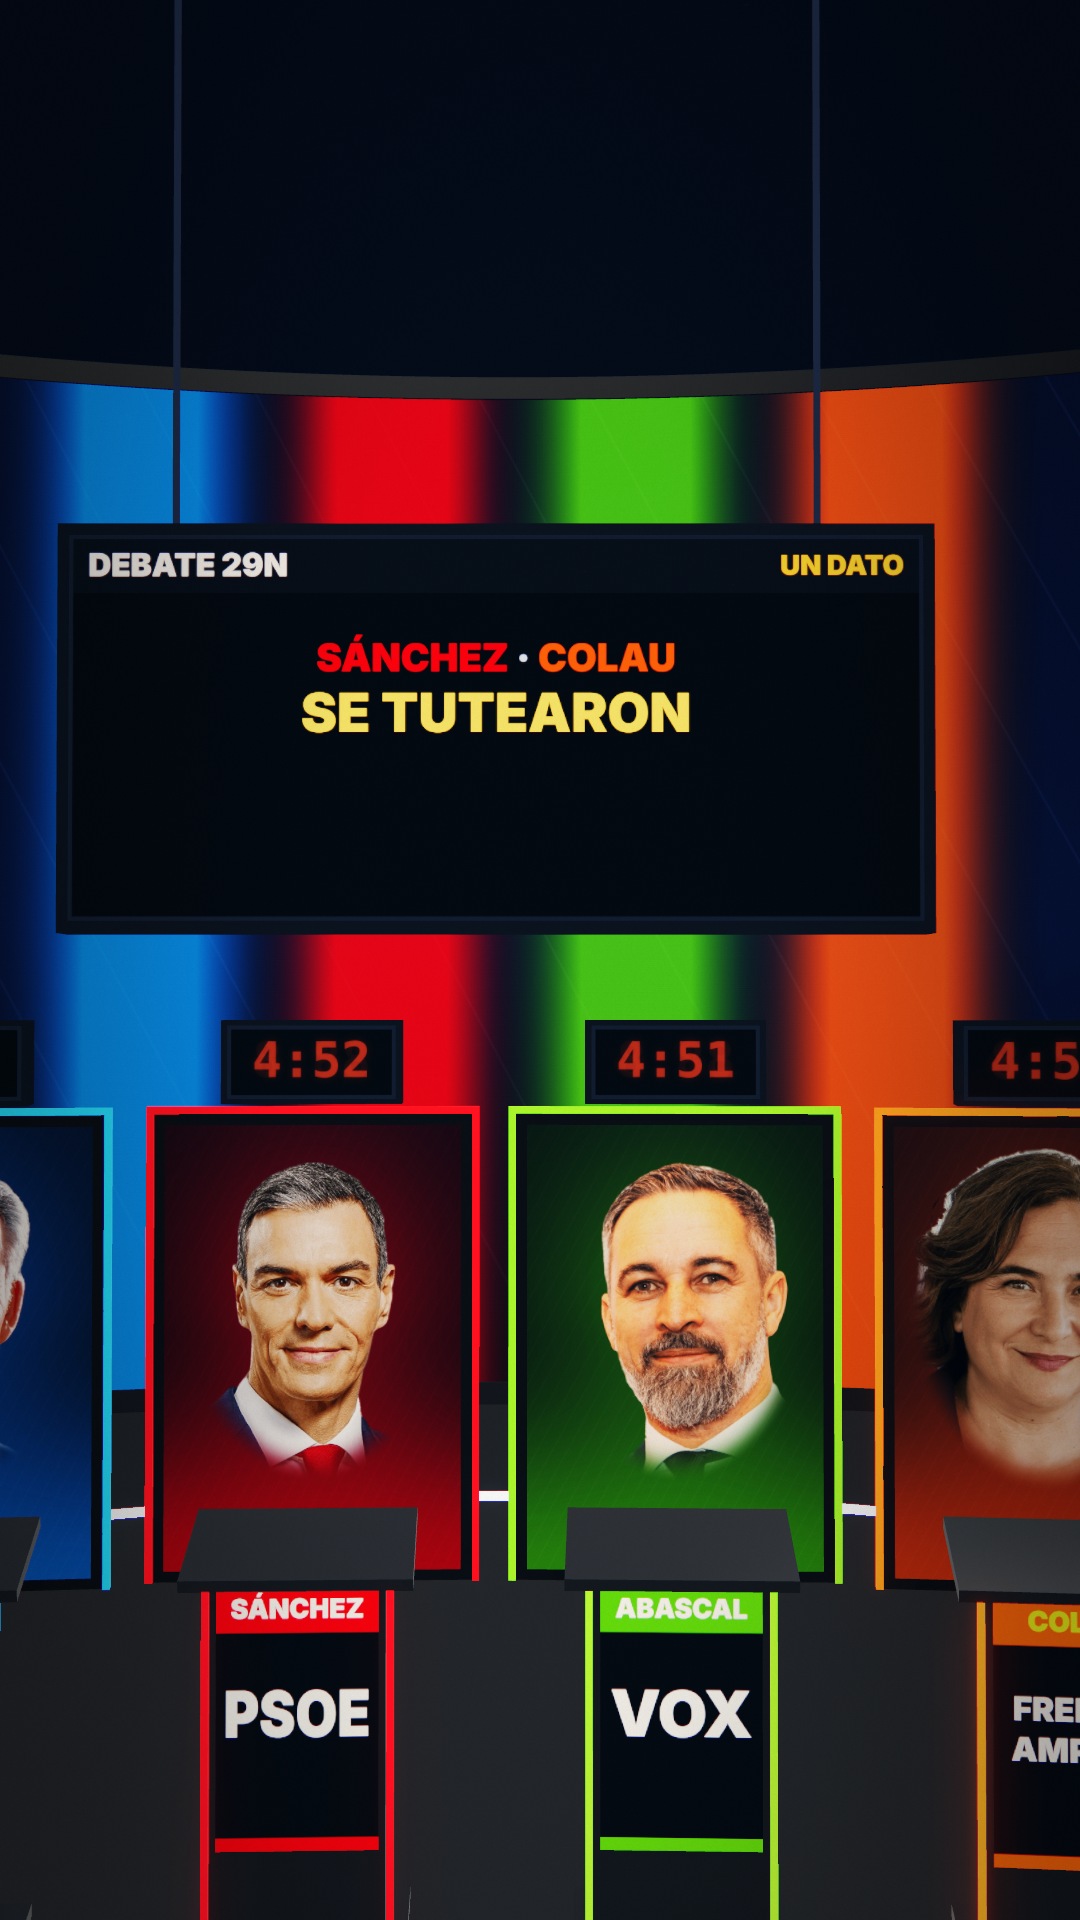 DEBATE 29N
UN DATO
SÁNCHEZ · COLAU
SE TUTEARON
4:52
4:51
SÁNCHEZ
ABASCAL
PSOE
VOX